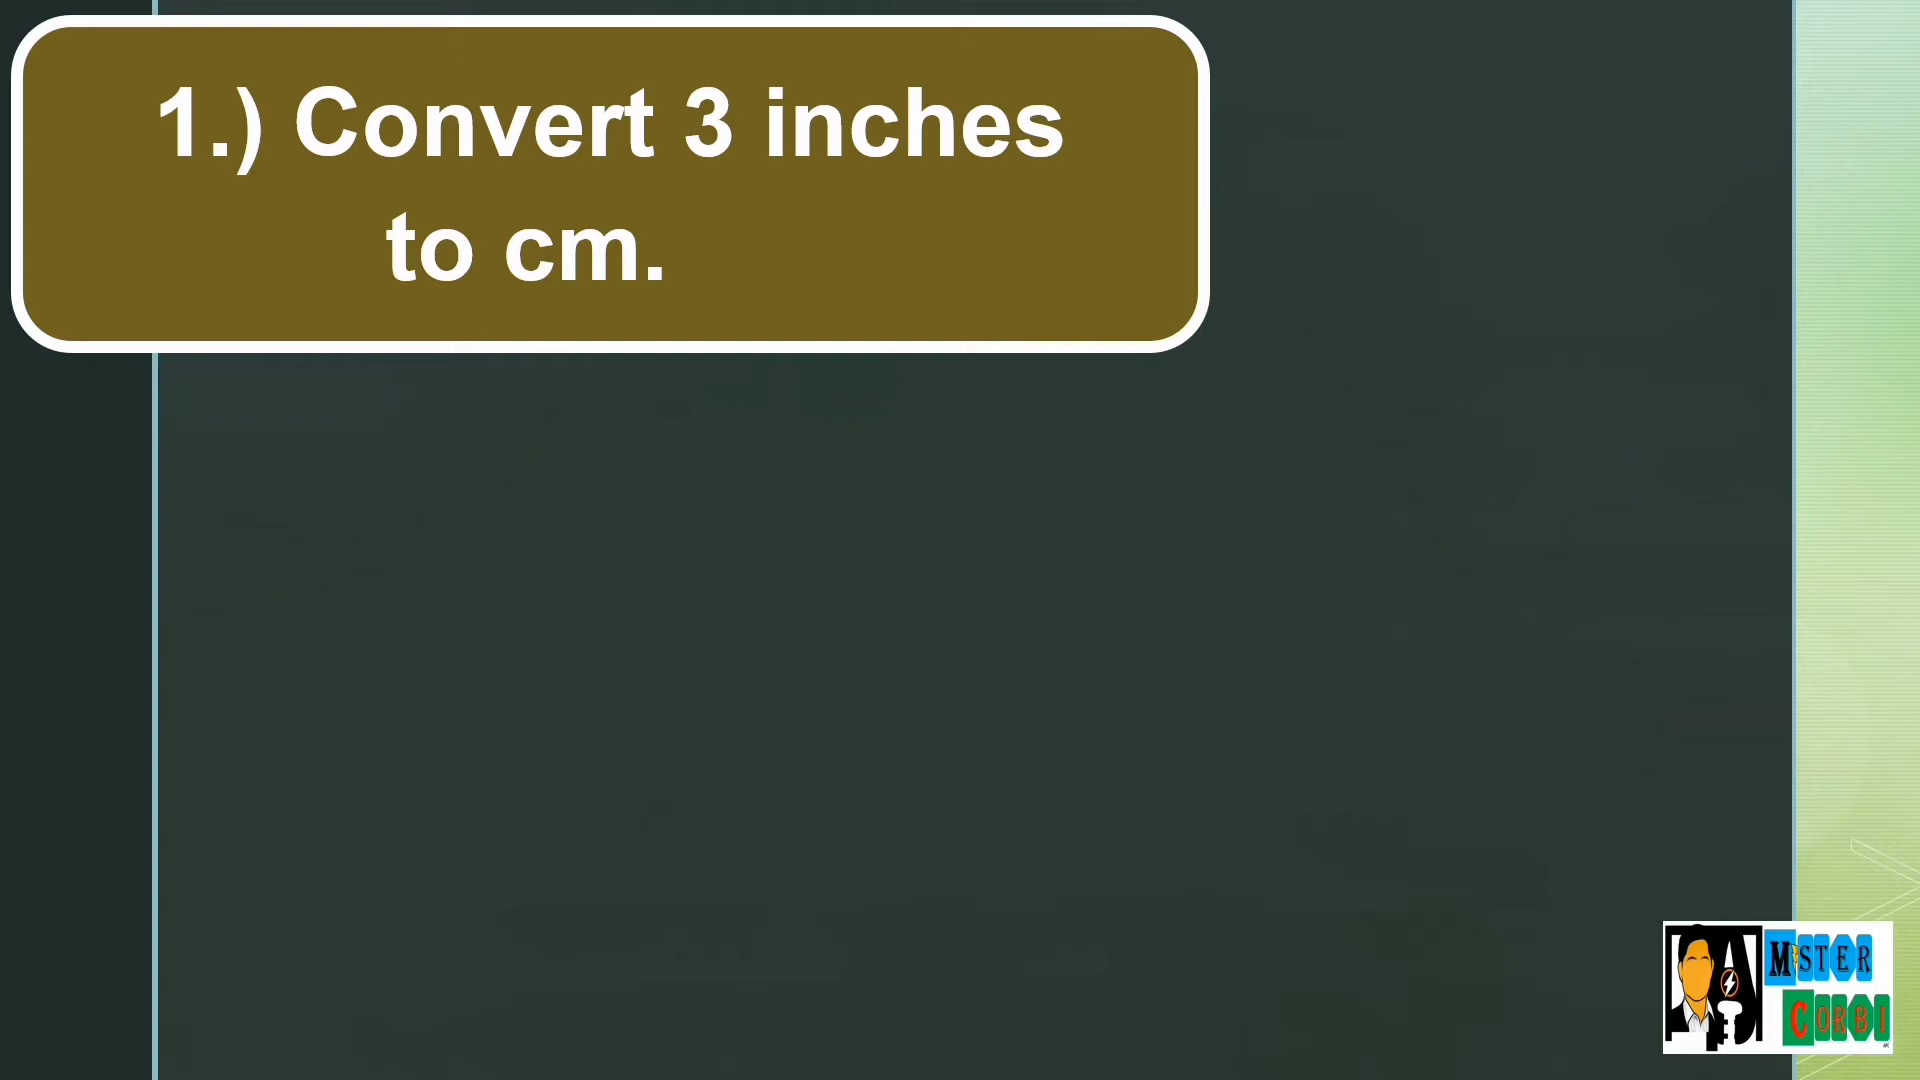 1.) Convert 3 inches
to cm.
MISTER
CORBI